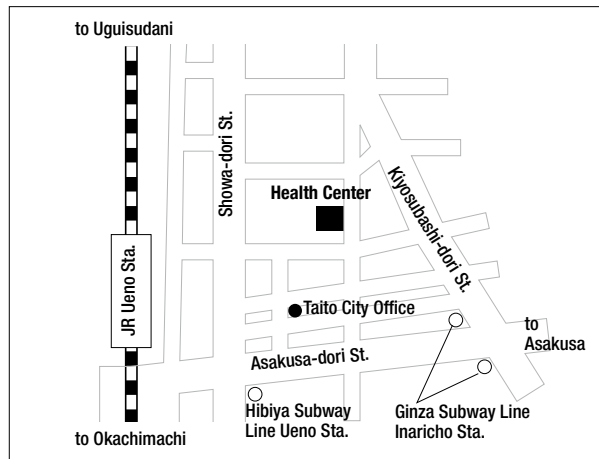 to Uguisudani
Showa-dori St.
Kiyosubashi-dori St.
Health Center
JR Ueno Sta.
Taito City Office
to
Asakusa
Asakusa-dori St.
Hibiya Subway
Line Ueno Sta.
Ginza Subway Line
Inaricho Sta.
to Okachimachi